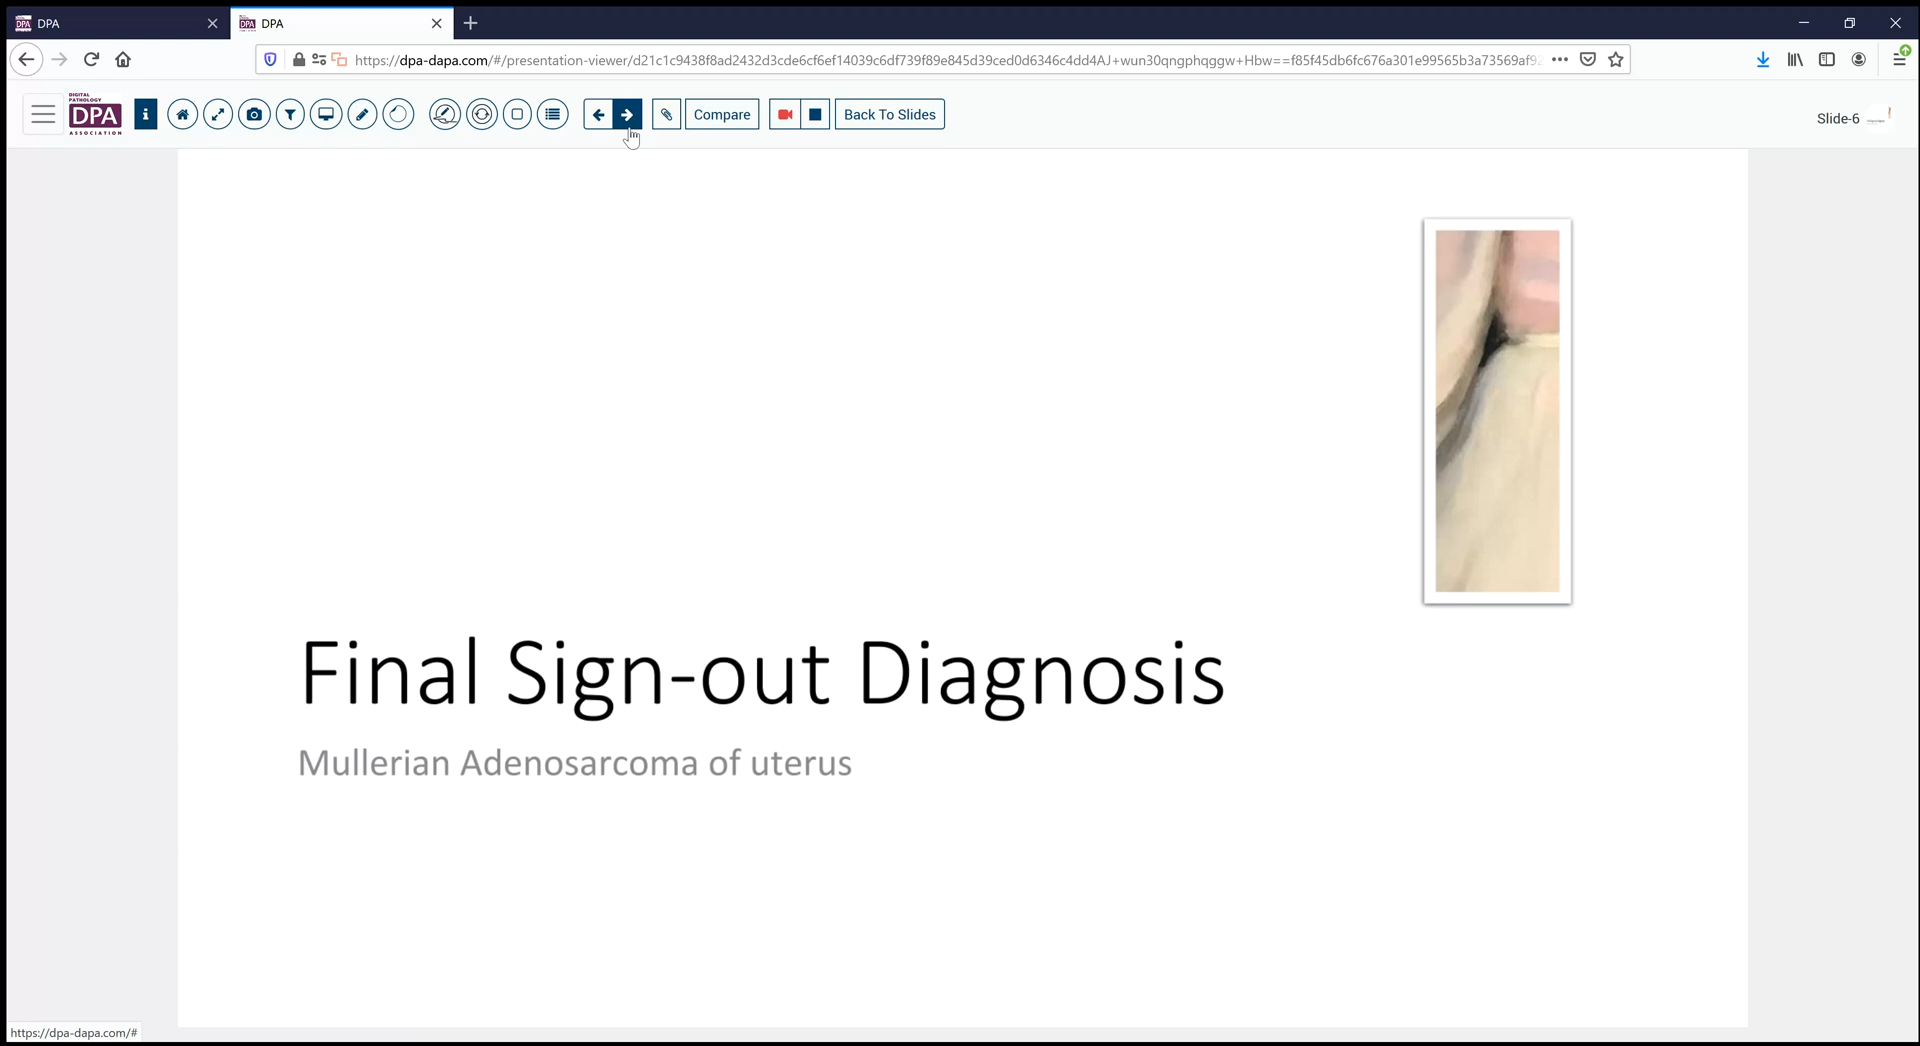 DPA
DPA
https://dpa-dapa.com/#/presentation-viewer/d21c1c9438f8ad2432d3cde6cf6ef14039c6df739f89e845d39ced0d6346c4dd4AJ+wun30qngphqggw+Hbw==f85f45db6fc676a301e99565b3a73569af92
DIGITAL
PATHOLOGY
DPA
ASSOCIATION
Compare
Back To Slides
Slide-6
Final Sign-out Diagnosis
Mullerian Adenosarcoma of uterus
https://dpa-dapa.com/#